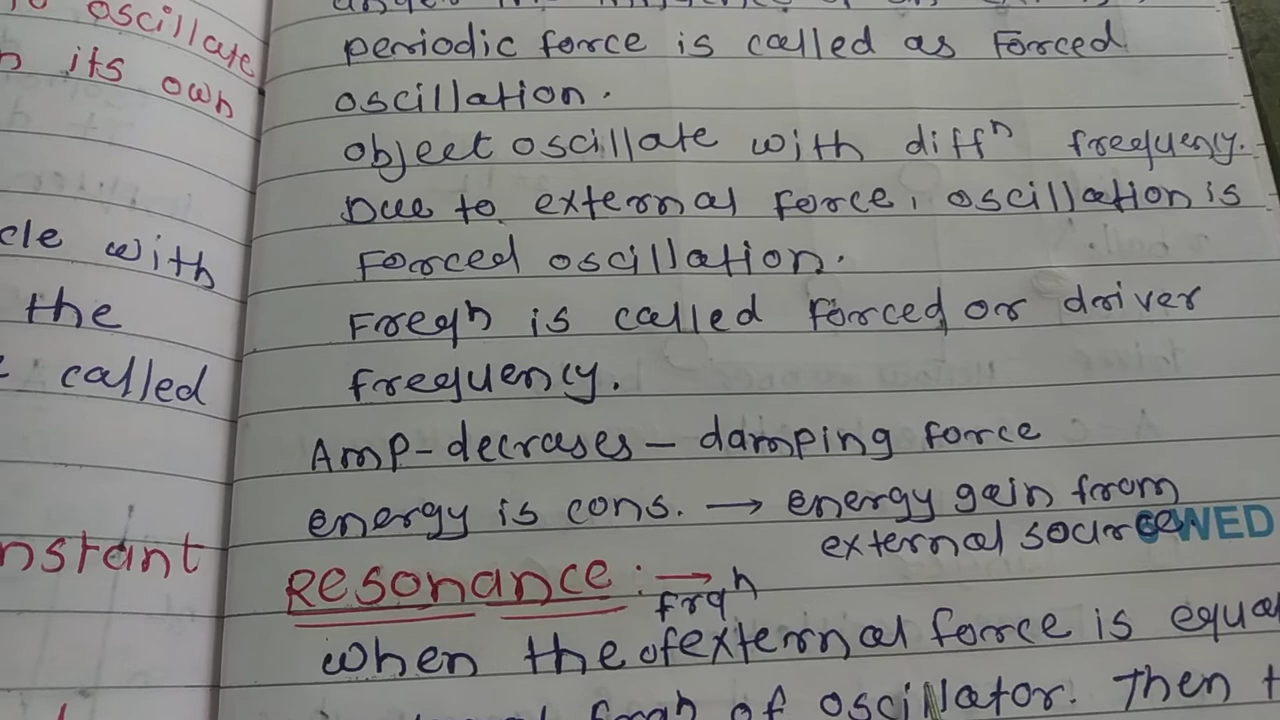 oscillate
its own
cle with
the
called
nstant
periodic force is called as Forced
oscillation.
object oscillate with diffⁿ frequency.
Due to external force, oscillation is
Forced oscillation.
Freqⁿ is called Forced or driver
frequency.
Amp-decrases – damping force
energy is cons. → energy gain from
external source
WED
Resonance : →
frqⁿ
when the of external force is equal
of oscillator. Then